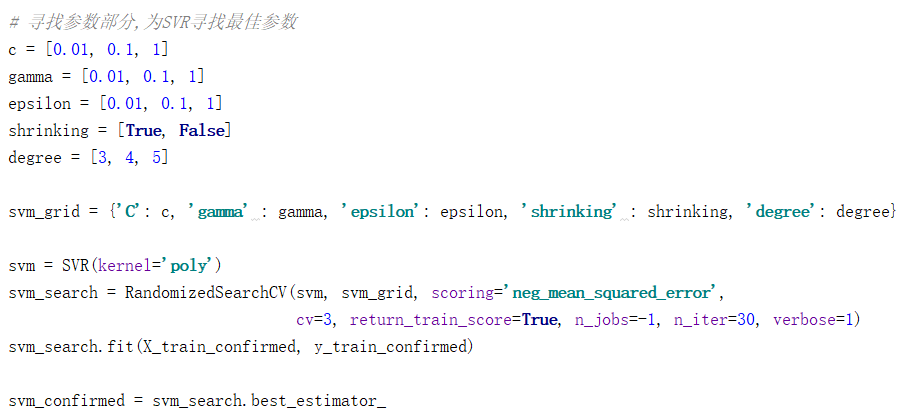 # 寻找参数部分,为SVR寻找最佳参数
c = [0.01, 0.1, 1]
gamma = [0.01, 0.1, 1]
epsilon = [0.01, 0.1, 1]
shrinking = [True, False]
degree = [3, 4, 5]
svm_grid = {'C': c, 'gamma' : gamma, 'epsilon': epsilon, 'shrinking' : shrinking, 'degree': degree}
svm = SVR(kernel='poly')
svm_search = RandomizedSearchCV(svm, svm_grid, scoring='neg_mean_squared_error',
cv=3, return_train_score=True, n_jobs=-1, n_iter=30, verbose=1)
svm_search.fit(X_train_confirmed, y_train_confirmed)
svm_confirmed = svm_search.best_estimator_